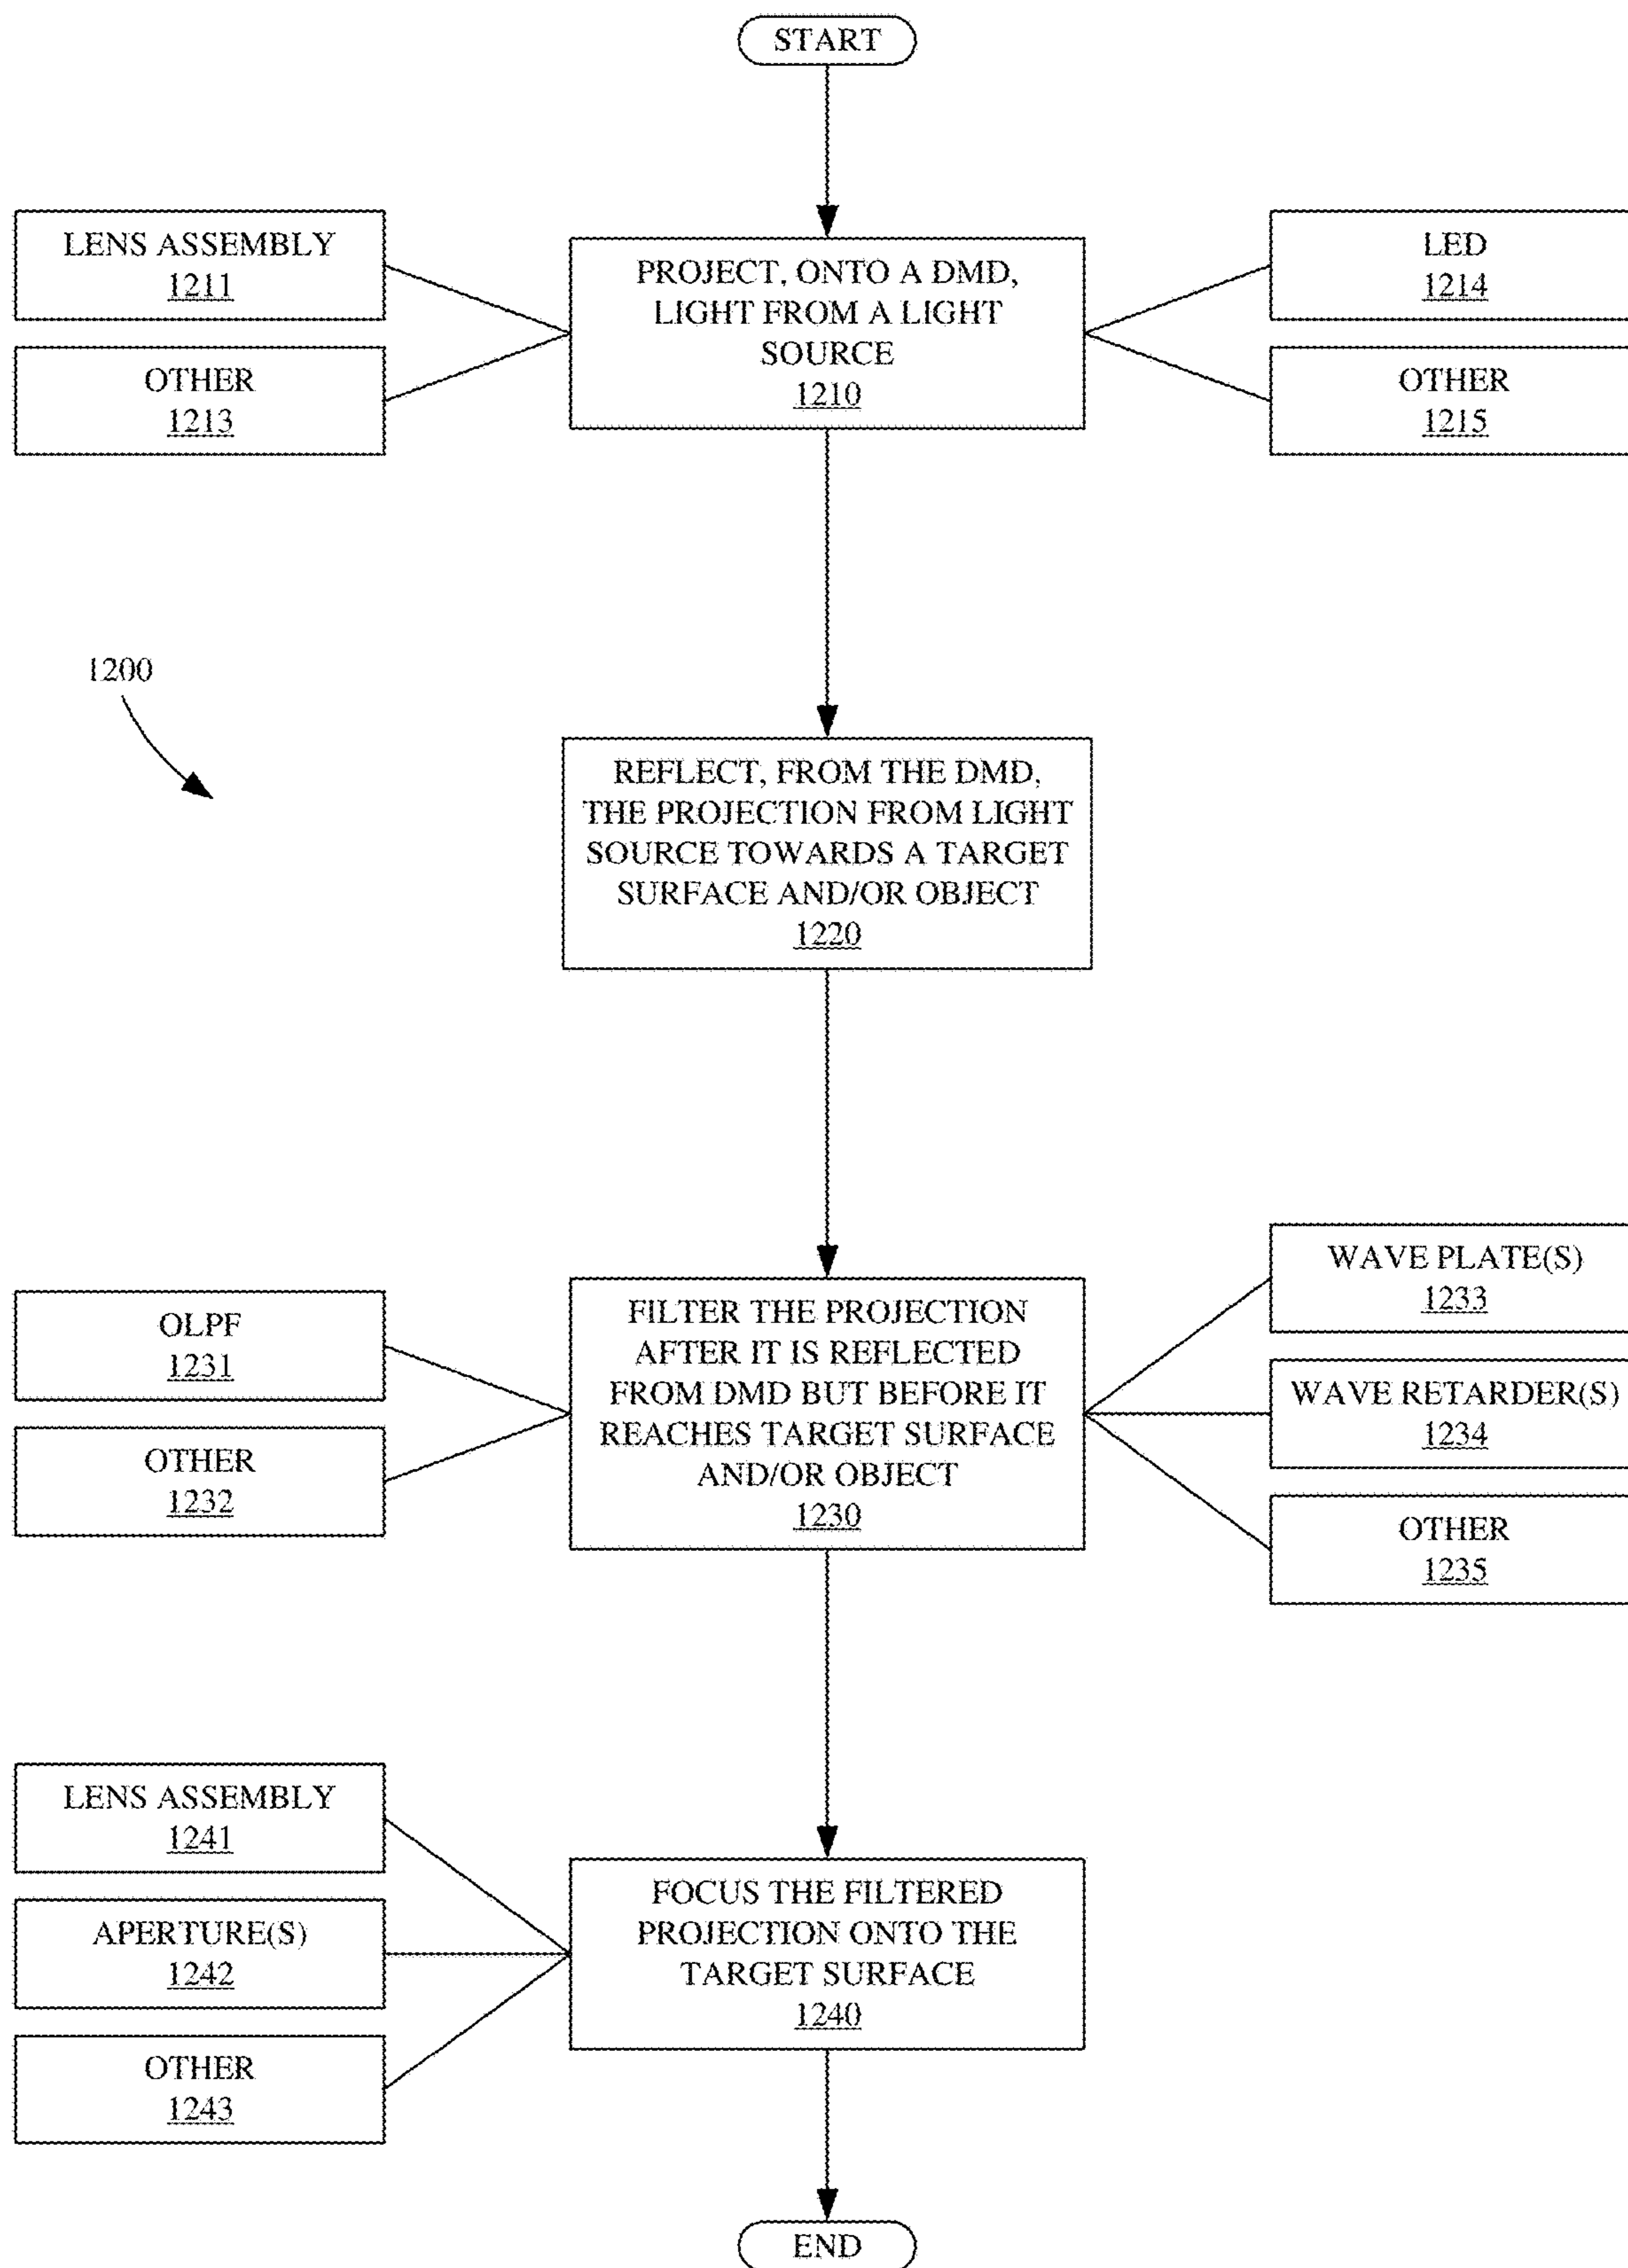 START
LENS ASSEMBLY
1211
OTHER
1213
PROJECT, ONTO A DMD,
LIGHT FROM A LIGHT
SOURCE
1210
LED
1214
OTHER
1215
1200
REFLECT, FROM THE DMD,
THE PROJECTION FROM LIGHT
SOURCE TOWARDS A TARGET
SURFACE AND/OR OBJECT
1220
OLPF
1231
OTHER
1232
FILTER THE PROJECTION
AFTER IT IS REFLECTED
FROM DMD BUT BEFORE IT
REACHES TARGET SURFACE
AND/OR OBJECT
1230
WAVE PLATE(S)
1233
WAVE RETARDER(S)
1234
OTHER
1235
LENS ASSEMBLY
1241
APERTURE(S)
1242
OTHER
1243
FOCUS THE FILTERED
PROJECTION ONTO THE
TARGET SURFACE
1240
END